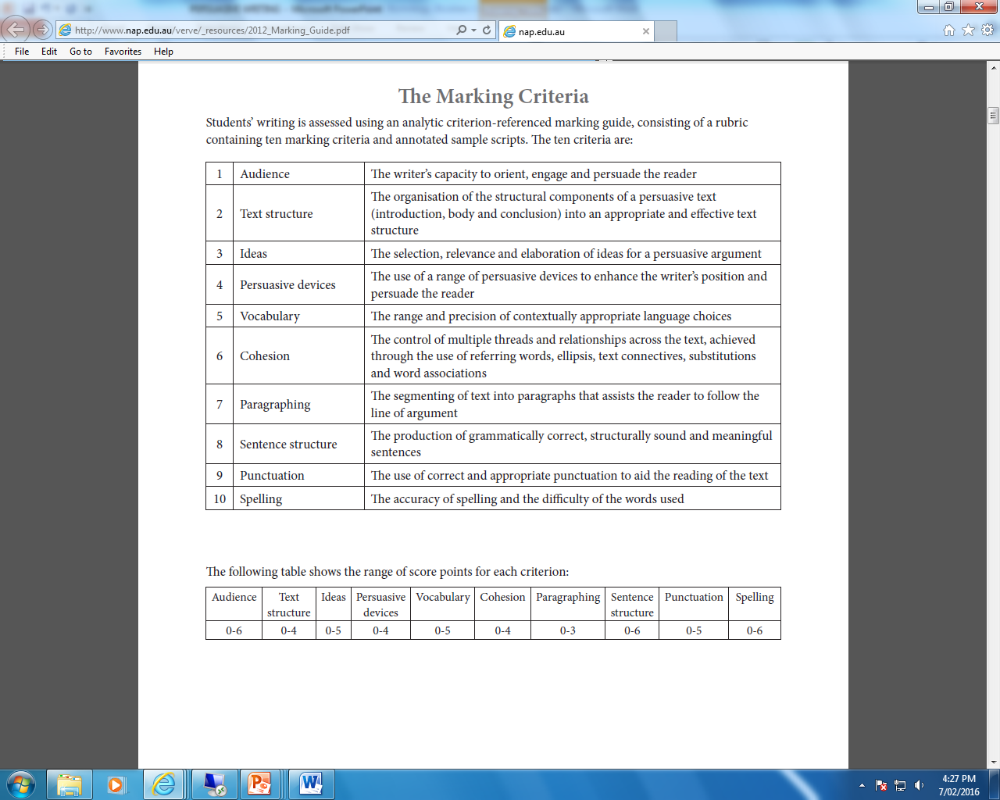 PERSUASIVE WRITING - Microsoft PowerPoint
http://www.nap.edu.au/verve/_resources/2012_Marking_Guide.pdf
nap.edu.au
File Edit Go to Favorites Help
The Marking Criteria
Students' writing is assessed using an analytic criterion-referenced marking guide, consisting of a rubric
containing ten marking criteria and annotated sample scripts. The ten criteria are:
1 Audience The writer's capacity to orient, engage and persuade the reader
2 Text structure The organisation of the structural components of a persuasive text
(introduction, body and conclusion) into an appropriate and effective text
structure
3 Ideas The selection, relevance and elaboration of ideas for a persuasive argument
4 Persuasive devices The use of a range of persuasive devices to enhance the writer's position and
persuade the reader
5 Vocabulary The range and precision of contextually appropriate language choices
6 Cohesion The control of multiple threads and relationships across the text, achieved
through the use of referring words, ellipsis, text connectives, substitutions
and word associations
7 Paragraphing The segmenting of text into paragraphs that assists the reader to follow the
line of argument
8 Sentence structure The production of grammatically correct, structurally sound and meaningful
sentences
9 Punctuation The use of correct and appropriate punctuation to aid the reading of the text
10 Spelling The accuracy of spelling and the difficulty of the words used
The following table shows the range of score points for each criterion:
Audience Text structure Ideas Persuasive devices Vocabulary Cohesion Paragraphing Sentence structure Punctuation Spelling
0-6 0-4 0-5 0-4 0-5 0-4 0-3 0-6 0-5 0-6
4:27 PM
7/02/2016